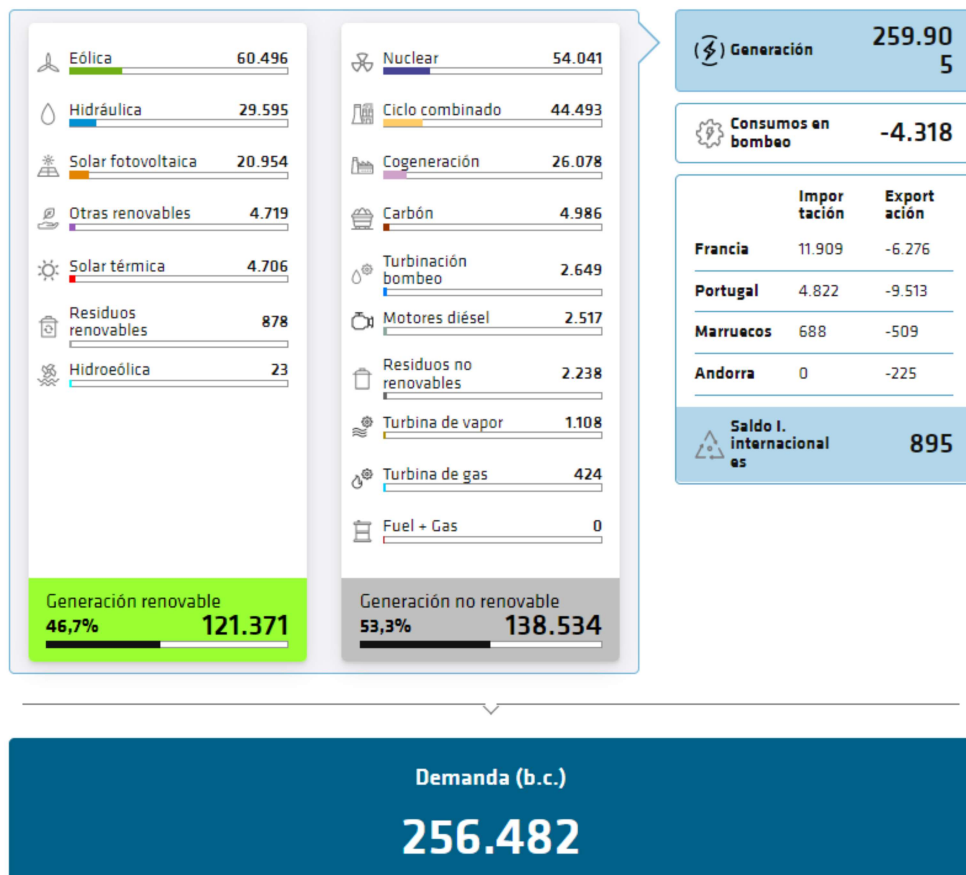 Eólica 60.496
Hidráulica 29.595
Solar fotovoltaica 20.954
Otras renovables 4.719
Solar térmica 4.706
Residuos
renovables 878
Hidroeólica 23
Generación renovable
46,7% 121.371
Nuclear 54.041
Ciclo combinado 44.493
Cogeneración 26.078
Carbón 4.986
Turbinación
bombeo 2.649
Motores diésel 2.517
Residuos no
renovables 2.238
Turbina de vapor 1.108
Turbina de gas 424
Fuel + Gas 0
Generación no renovable
53,3% 138.534
Generación 259.90
5
Consumos en
bombeo -4.318
Impor
tación Export
ación
Francia 11.909 -6.276
Portugal 4.822 -9.513
Marruecos 688 -509
Andorra 0 -225
Saldo I.
internacional
es 895
Demanda (b.c.)
256.482